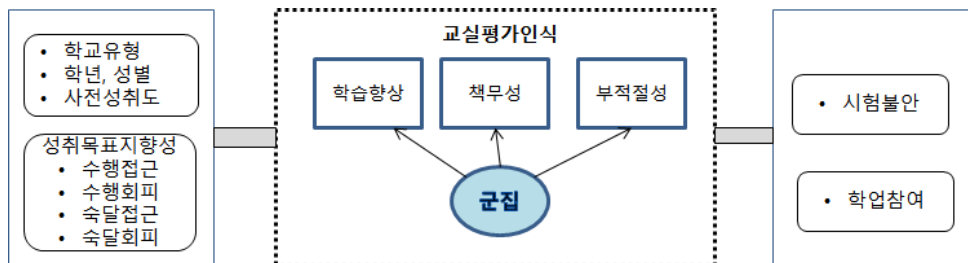 • 학교유형
• 학년, 성별
• 사전성취도
성취목표지향성
• 수행접근
• 수행회피
• 숙달접근
• 숙달회피
교실평가인식
학습향상
책무성
부적절성
군집
• 시험불안
• 학업참여